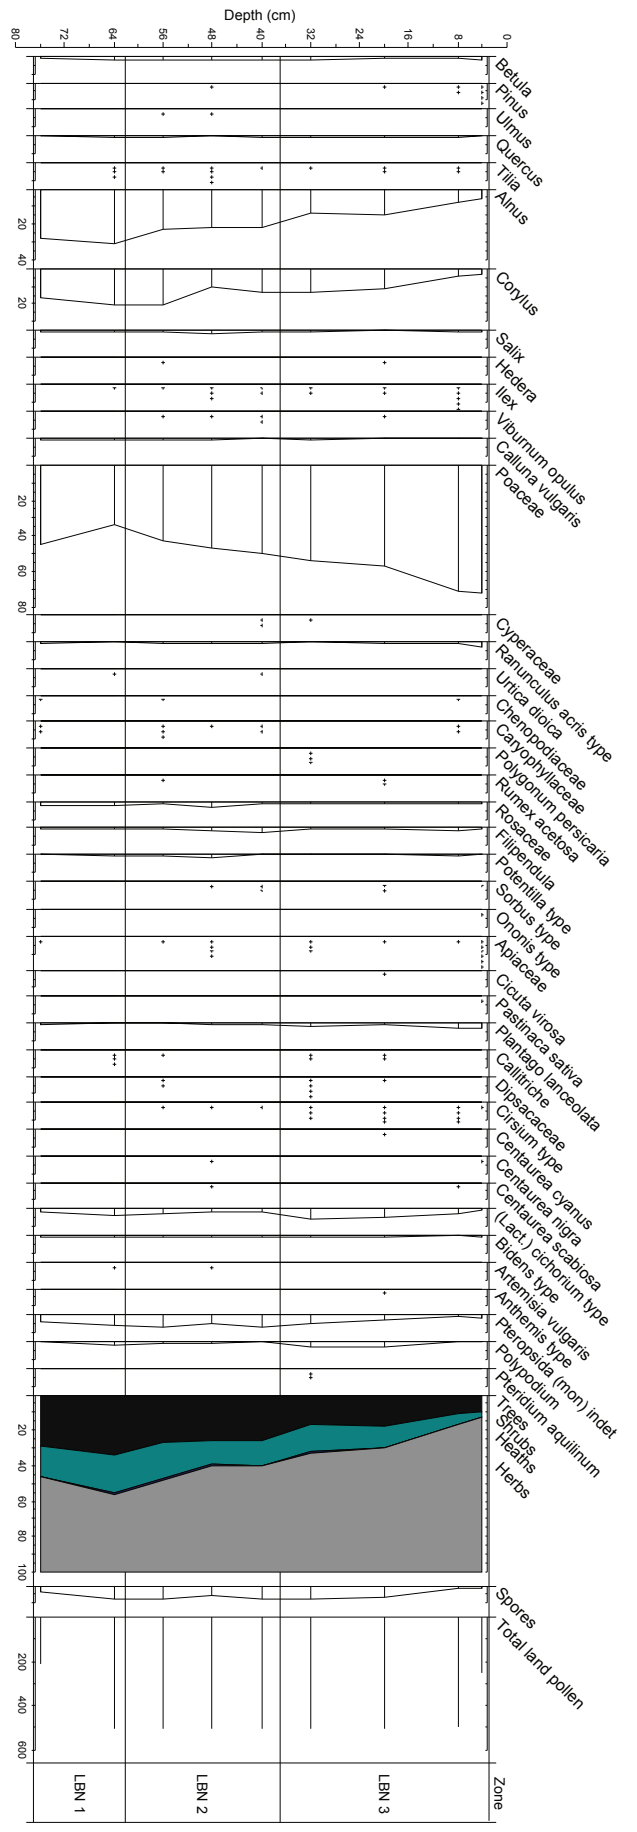 Depth (cm)
80 72 64 56 48 40 32 24 16 8 0
Betula
Pinus
Ulmus
Quercus
Tilia
Alnus
20 40
Corylus
20
Salix
Hedera
Ilex
Viburnum opulus
Calluna vulgaris
Poaceae
20 40 60 80
Cyperaceae
Ranunculus acris type
Urtica dioica
Chenopodiaceae
Caryophyllaceae
Polygonum persicaria
Rumex acetosa
Rosaceae
Filipendula
Potentilla type
Sorbus type
Ononis type
Apiaceae
Cicuta virosa
Pastinaca sativa
Plantago lanceolata
Callitriche
Dipsacaceae
Cirsium type
Centaurea cyanus
Centaurea nigra
Centaurea scabiosa
(Lact.) cichorium type
Bidens type
Artemisia vulgaris
Anthemis type
Pteropsida (mon) indet
Polypodium
Pteridium aquilinum
Trees
Shrubs
Heaths
Herbs
20 40 60 80 100
Spores
Total land pollen
200 400 600
Zone
LBN 1
LBN 2
LBN 3